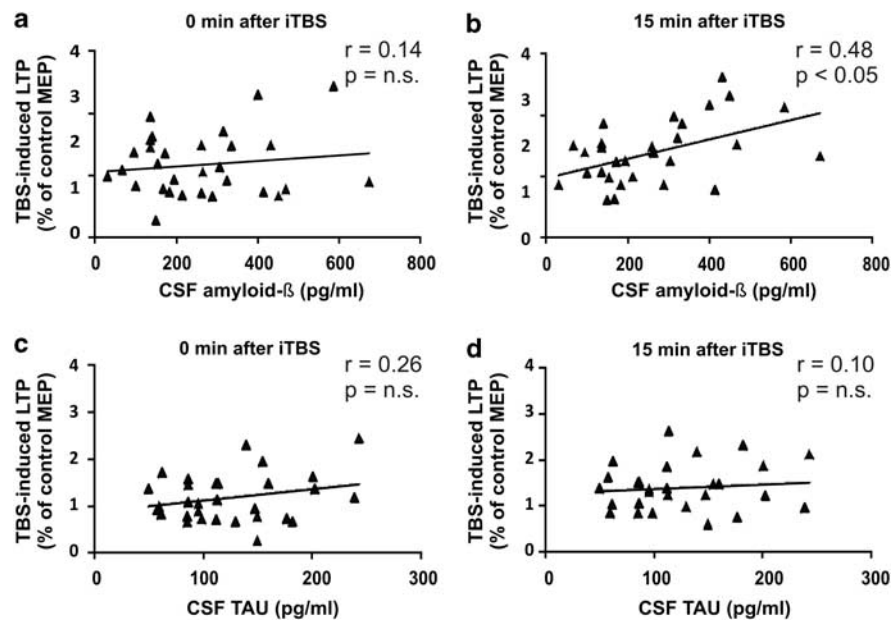 a
0 min after iTBS
r = 0.14
p = n.s.
TBS-induced LTP
(% of control MEP)
4
3
2
1
0
0 200 400 600 800
CSF amyloid-ß (pg/ml)
b
15 min after iTBS
r = 0.48
p < 0.05
TBS-induced LTP
(% of control MEP)
4
3
2
1
0
0 200 400 600 800
CSF amyloid-ß (pg/ml)
c
0 min after iTBS
r = 0.26
p = n.s.
TBS-induced LTP
(% of control MEP)
4
3
2
1
0
0 100 200 300
CSF TAU (pg/ml)
d
15 min after iTBS
r = 0.10
p = n.s.
TBS-induced LTP
(% of control MEP)
4
3
2
1
0
0 100 200 300
CSF TAU (pg/ml)